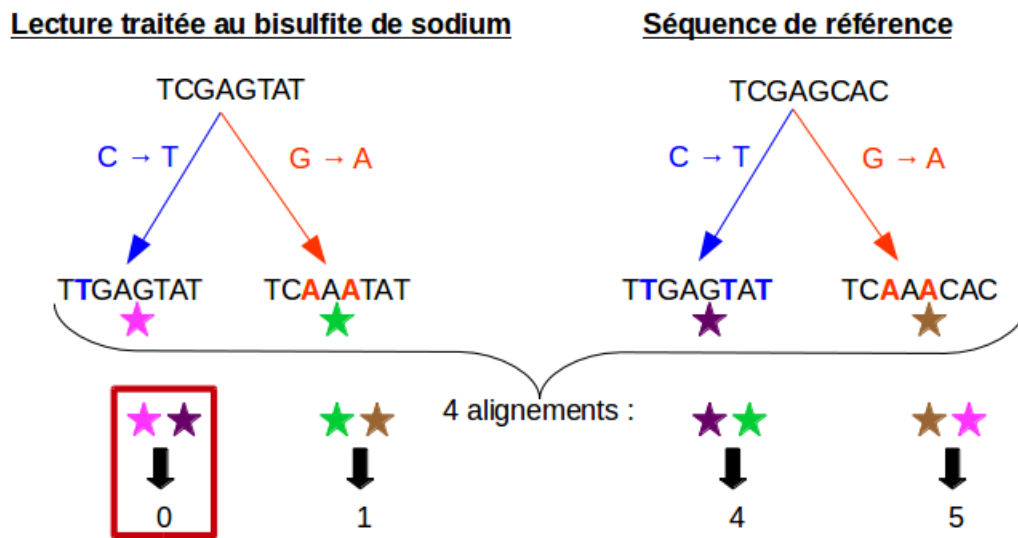 Lecture traitée au bisulfite de sodium Séquence de référence
TCGAGTAT TCGAGCAC
C → T G → A C → T G → A
TTGAGTAT TCAAATAT TTGAGTAT TCAAACAC
4 alignements :
0 1 4 5